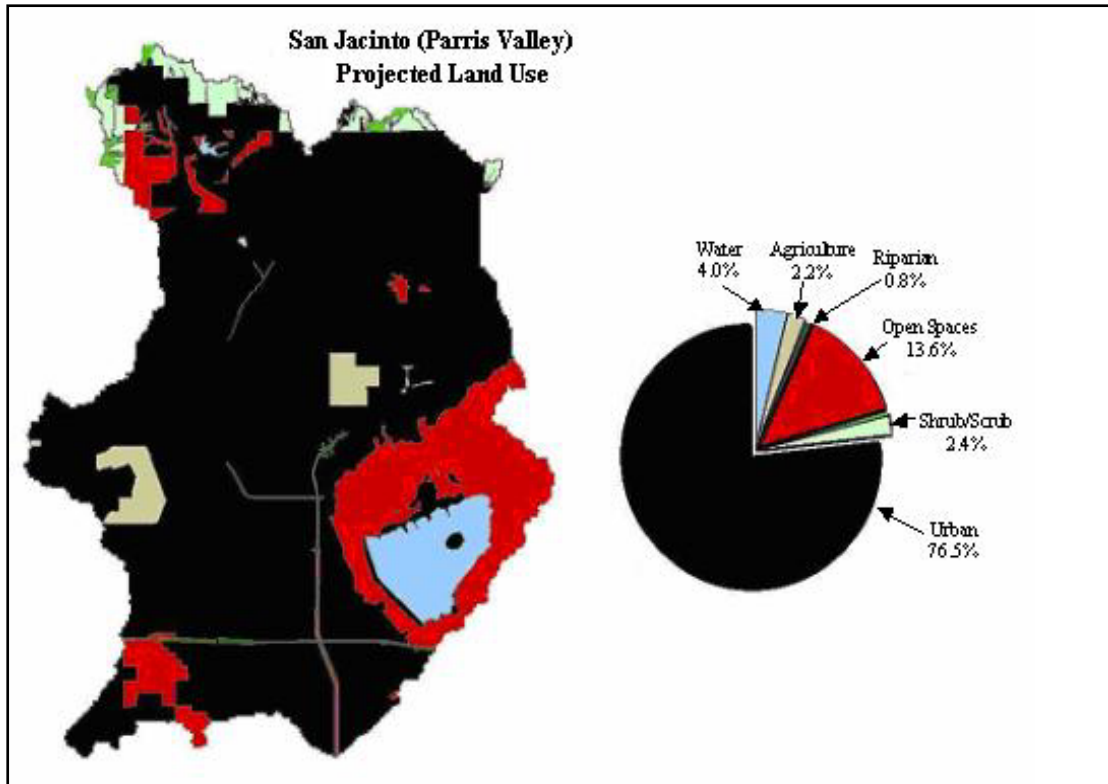 San Jacinto (Parris Valley)
Projected Land Use
Water
4.0%
Agriculture
2.2%
Riparian
0.8%
Open Spaces
13.6%
Shrub/Scrub
2.4%
Urban
76.5%